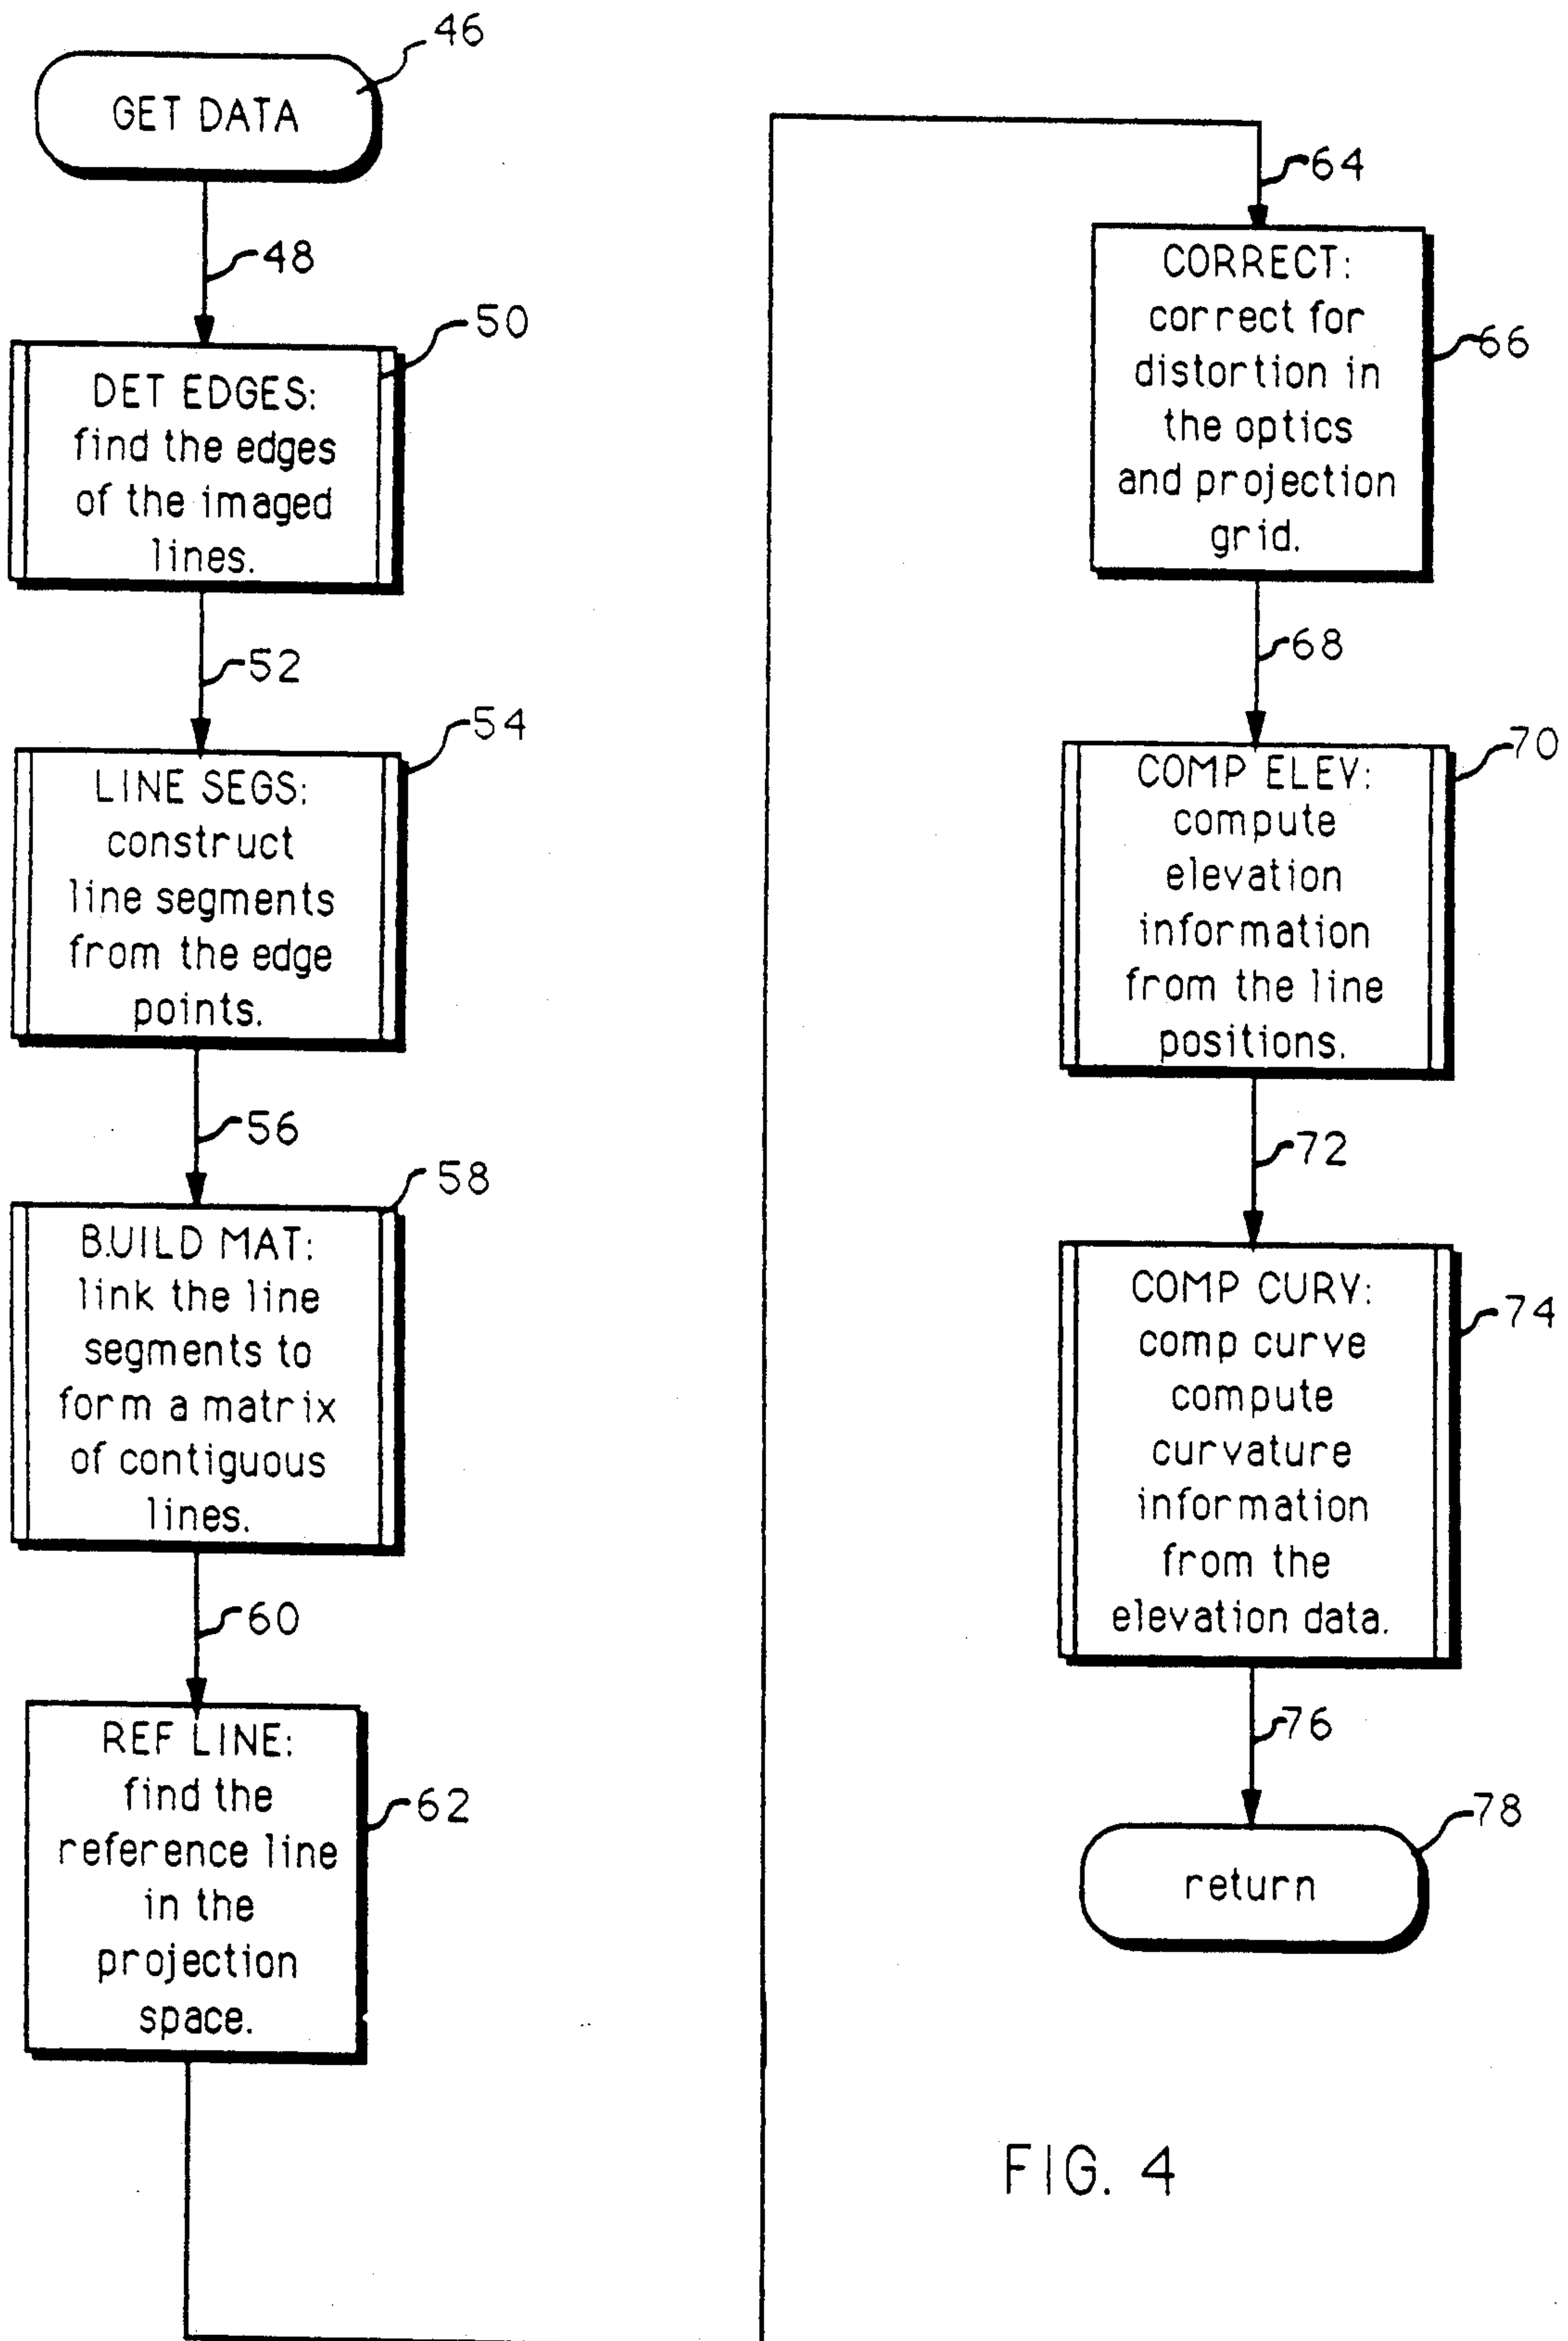 46
GET DATA
48
50
DET EDGES:
find the edges
of the imaged
lines.
52
54
LINE SEGS:
construct
line segments
from the edge
points.
56
58
B.UILD MAT:
link the line
segments to
form a matrix
of contiguous
lines.
60
REF LINE:
find the
reference line
in the
projection
space.
62
64
CORRECT:
correct for
distortion in
the optics
and projection
grid.
66
68
70
COMP ELEV:
compute
elevation
information
from the line
positions.
72
COMP CURV:
comp curve
compute
curvature
information
from the
elevation data.
74
76
78
return
FIG. 4